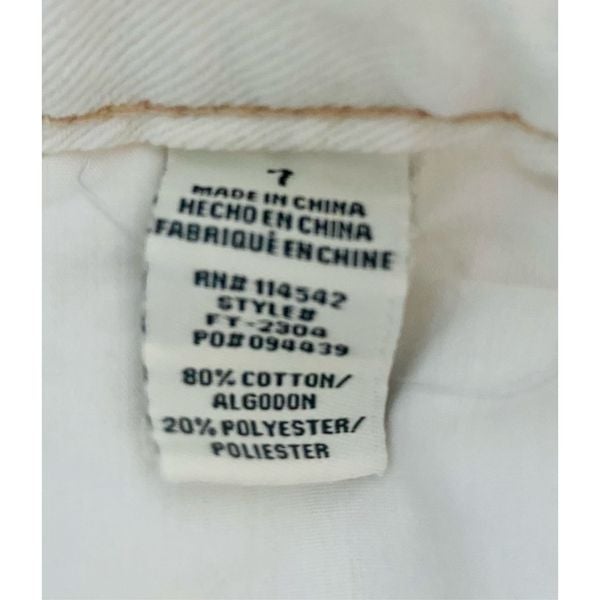 7
MADE IN CHINA
HECHO EN CHINA
FABRIQUÉ EN CHINE
RN# 114542
STYLE#
FT-2304
PO# 094439
80% COTTON/
ALGODON
20% POLYESTER/
POLIESTER